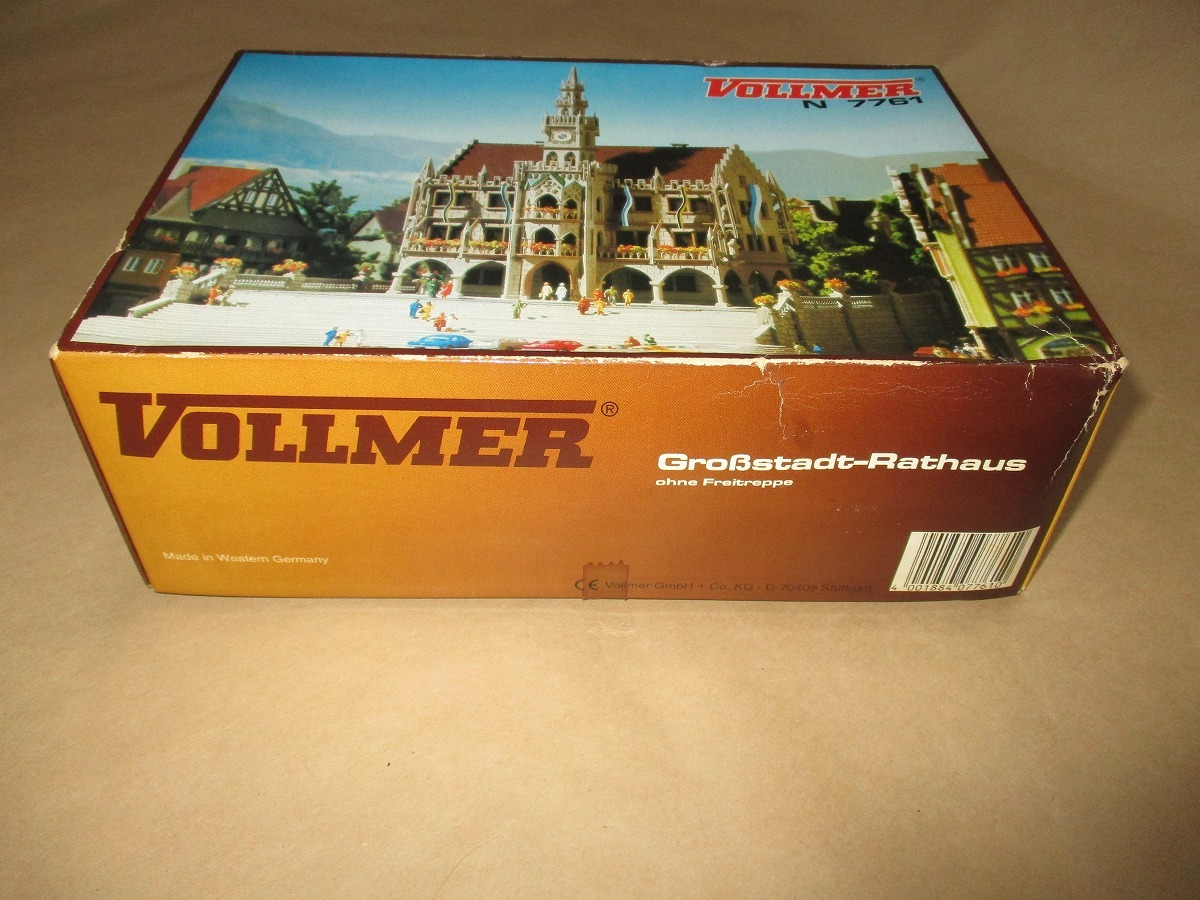 VOLLMER®
N 7761
VOLLMER®
Großstadt-Rathaus
ohne Freitreppe
Made in Western Germany
CE Vollmer GmbH + Co. KG · D-70409 Stuttgart
4 001884 077610